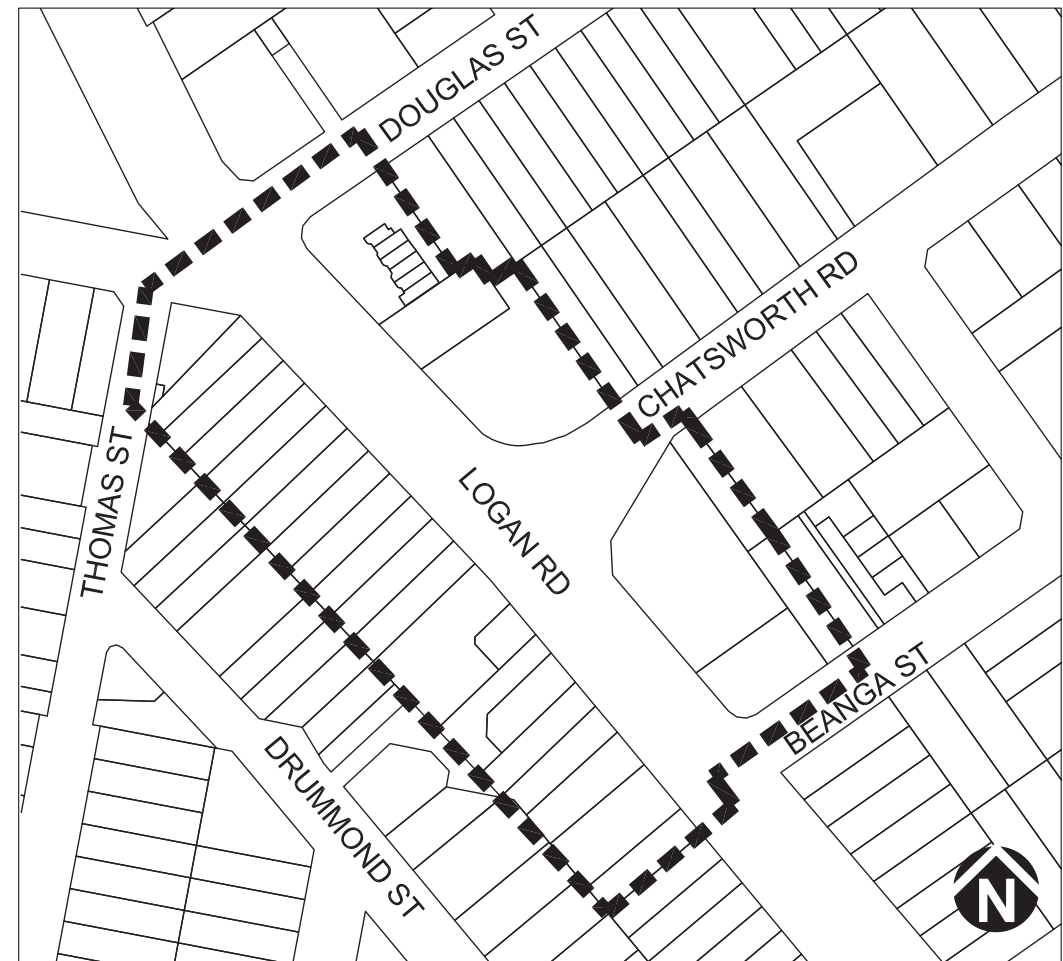 DOUGLAS ST
CHATSWORTH RD
THOMAS ST
LOGAN RD
BEANGA ST
DRUMMOND ST
N